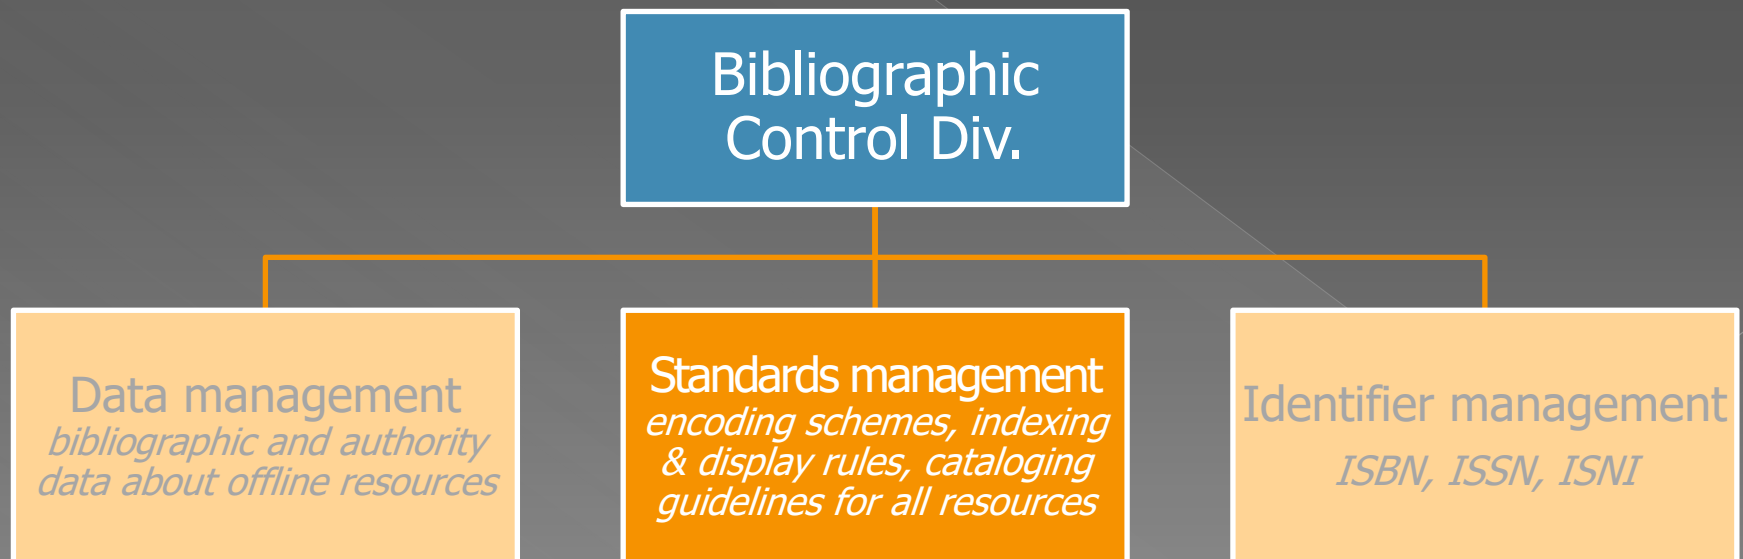 Bibliographic
Control Div.
Data management
bibliographic and authority
data about offline resources
Standards management
encoding schemes, indexing
& display rules, cataloging
guidelines for all resources
Identifier management
ISBN, ISSN, ISNI